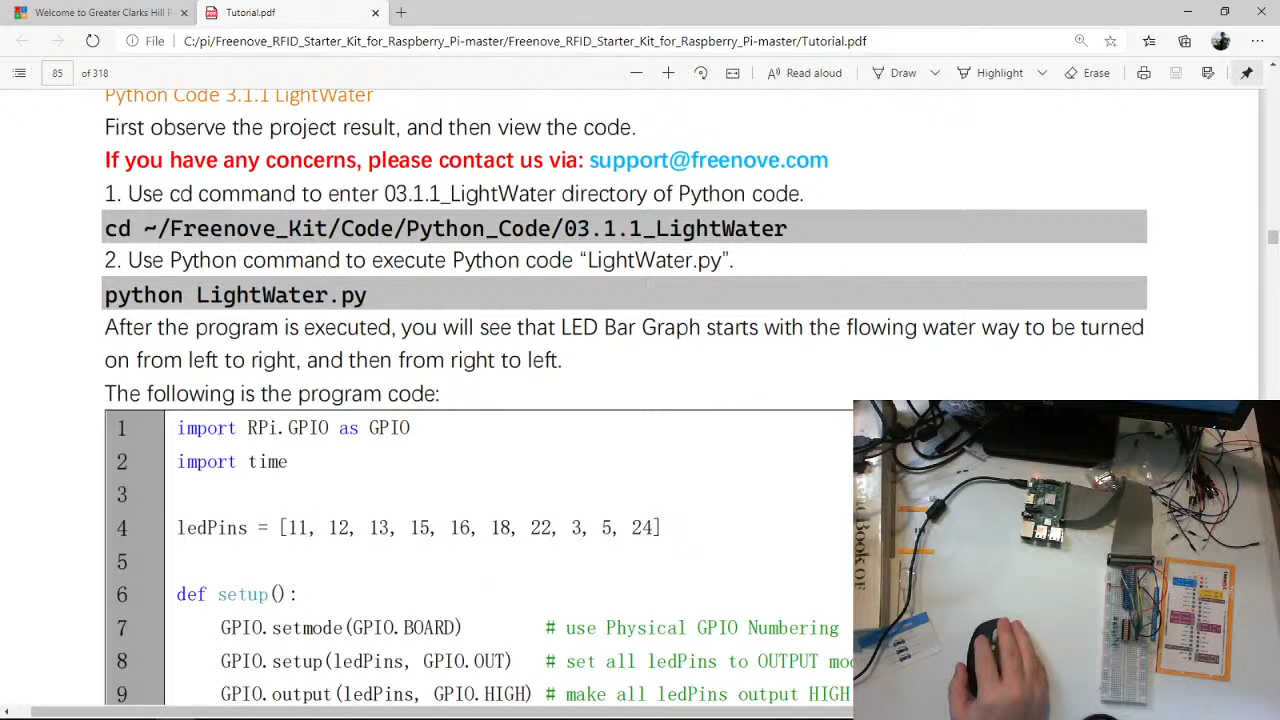 Welcome to Greater Clarks Hill R
Tutorial.pdf
File
C:/pi/Freenove_RFID_Starter_Kit_for_Raspberry_Pi-master/Freenove_RFID_Starter_Kit_for_Raspberry_Pi-master/Tutorial.pdf
85 of 318
Read aloud
Draw
Highlight
Erase
Python Code 3.1.1 LightWater
First observe the project result, and then view the code.
If you have any concerns, please contact us via: support@freenove.com
1. Use cd command to enter 03.1.1_LightWater directory of Python code.
cd ~/Freenove_Kit/Code/Python_Code/03.1.1_LightWater
2. Use Python command to execute Python code “LightWater.py”.
python LightWater.py
After the program is executed, you will see that LED Bar Graph starts with the flowing water way to be turned
on from left to right, and then from right to left.
The following is the program code:
1 import RPi.GPIO as GPIO
2 import time
3
4 ledPins = [11, 12, 13, 15, 16, 18, 22, 3, 5, 24]
5
6 def setup():
7 GPIO.setmode(GPIO.BOARD) # use Physical GPIO Numbering
8 GPIO.setup(ledPins, GPIO.OUT) # set all ledPins to OUTPUT mo
9 GPIO.output(ledPins, GPIO.HIGH) # make all ledPins output HIGH
Book OF